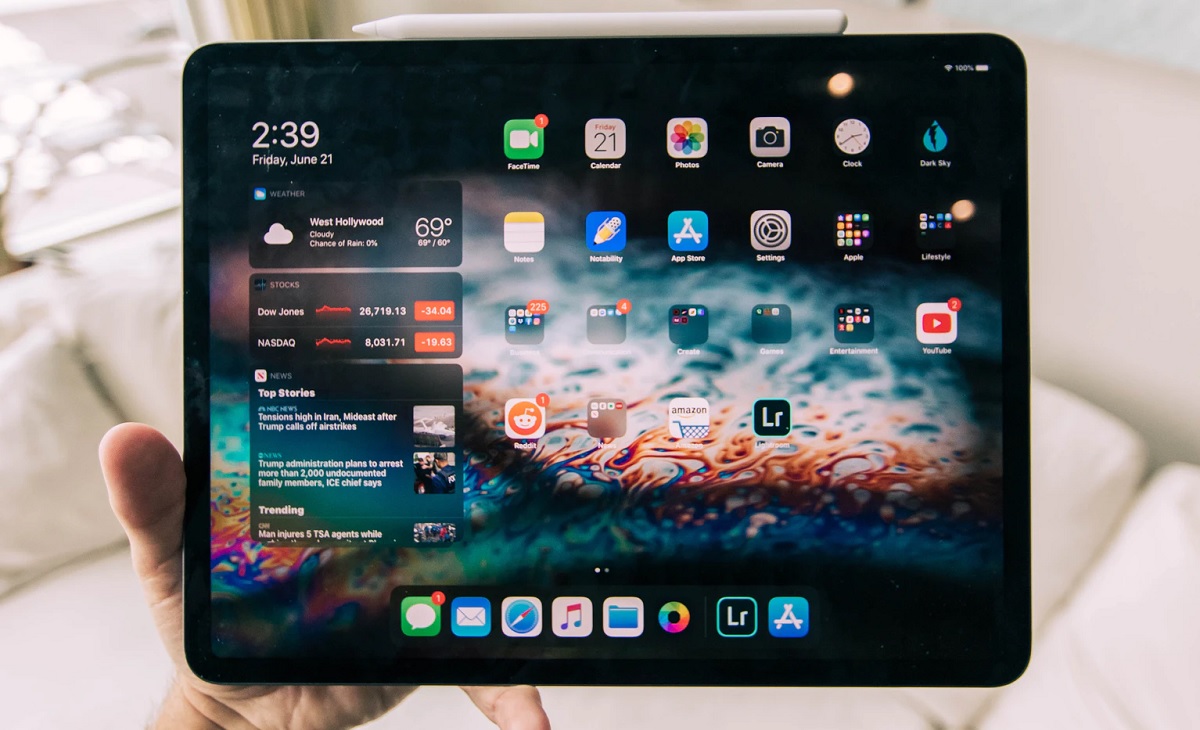 100%
2:39
Friday, June 21
WEATHER
West Hollywood
Cloudy
Chance of Rain: 0%
69°
69° / 60°
STOCKS
Dow Jones 26,719.13 -34.04
NASDAQ 8,031.71 -19.63
NEWS
Top Stories
NBC NEWS
Tensions high in Iran, Mideast after
Trump calls off airstrikes
NEWS
Trump administration plans to arrest
more than 2,000 undocumented
family members, ICE chief says
Trending
CNN
Man injures 5 TSA agents while
1
Friday
21
FaceTime Calendar Photos Camera Clock Dark Sky
Notes Notability App Store Settings Apple Lifestyle
225 4 2
Create Games Entertainment YouTube
1
amazon
Lr
Reddit
1
Lr